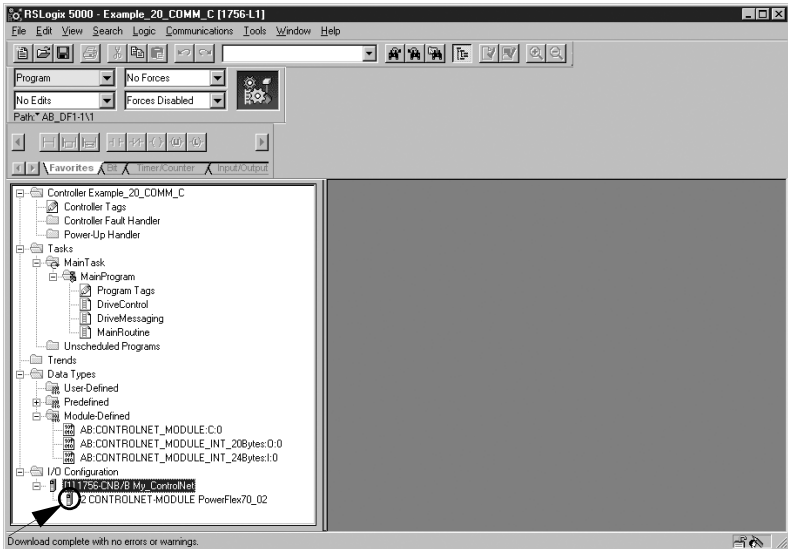 RSLogix 5000 - Example_20_COMM_C [1756-L1]
File Edit View Search Logic Communications Tools Window Help
Program No Forces
No Edits Forces Disabled
Path:* AB_DF1-1\1
Favorites Bit Timer/Counter Input/Output
Controller Example_20_COMM_C
Controller Tags
Controller Fault Handler
Power-Up Handler
Tasks
MainTask
MainProgram
Program Tags
DriveControl
DriveMessaging
MainRoutine
Unscheduled Programs
Trends
Data Types
User-Defined
Predefined
Module-Defined
AB:CONTROLNET_MODULE:C:0
AB:CONTROLNET_MODULE_INT_20Bytes:O:0
AB:CONTROLNET_MODULE_INT_24Bytes:I:0
I/O Configuration
[1] 1756-CNB/B My_ControlNet
2 CONTROLNET-MODULE PowerFlex70_02
Download complete with no errors or warnings.